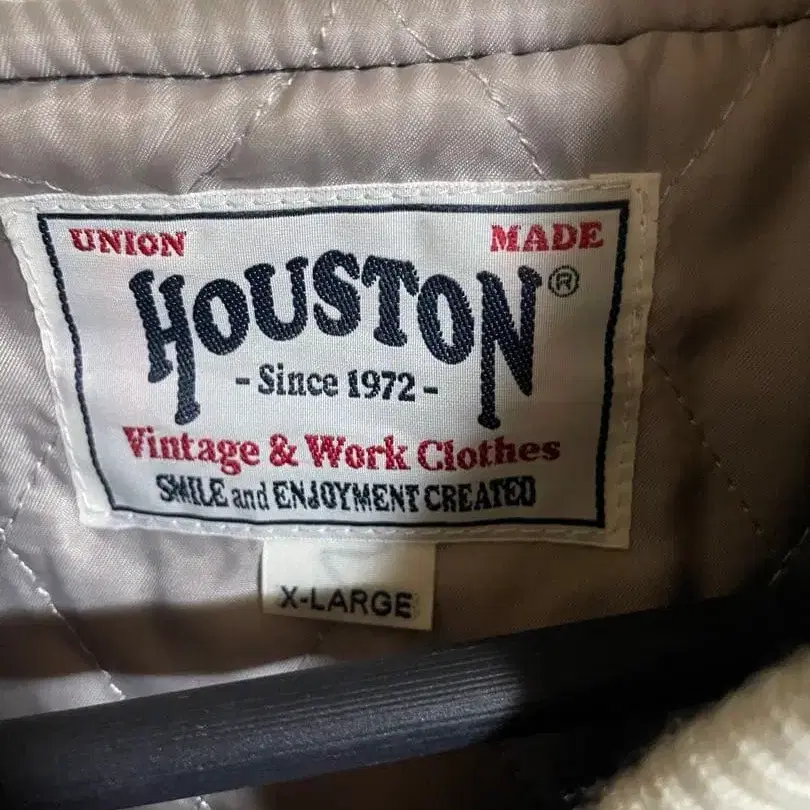 UNION MADE
HOUSTON®
- Since 1972 -
Vintage & Work Clothes
SMILE and ENJOYMENT CREATED
X-LARGE